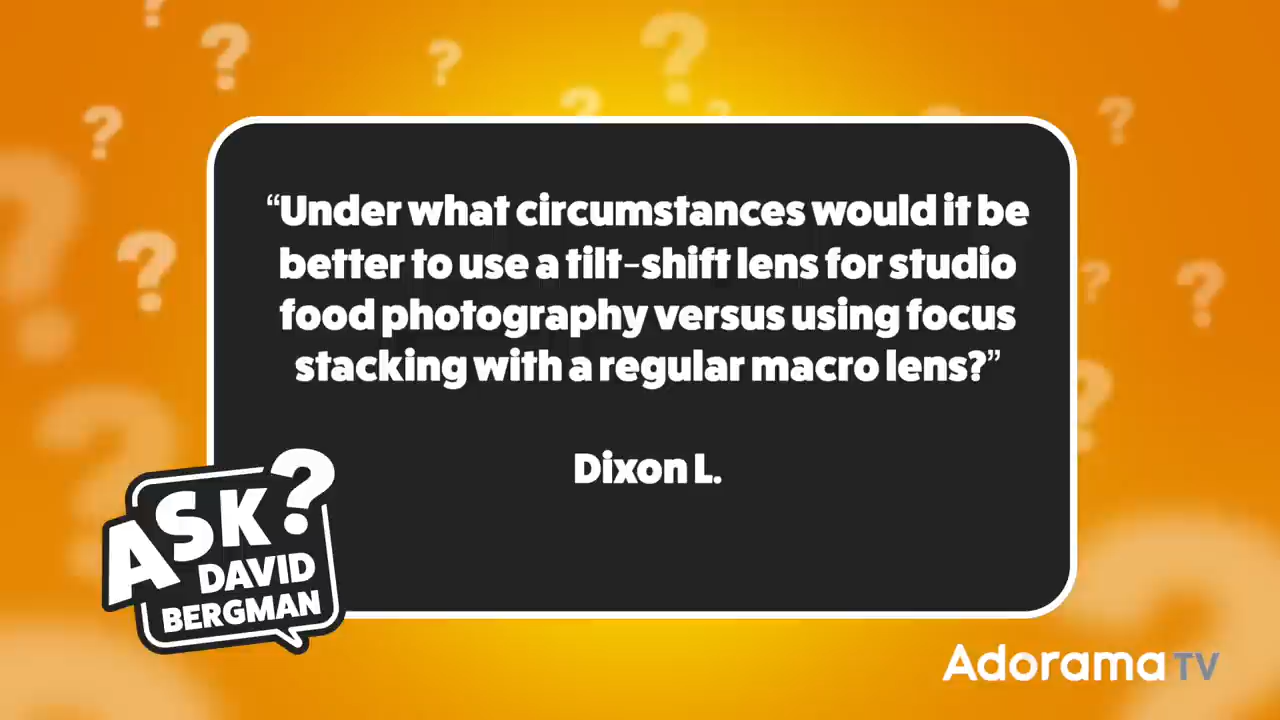 “Under what circumstances would it be
better to use a tilt-shift lens for studio
food photography versus using focus
stacking with a regular macro lens?”
Dixon L.
ASK?
DAVID
BERGMAN
Adorama TV